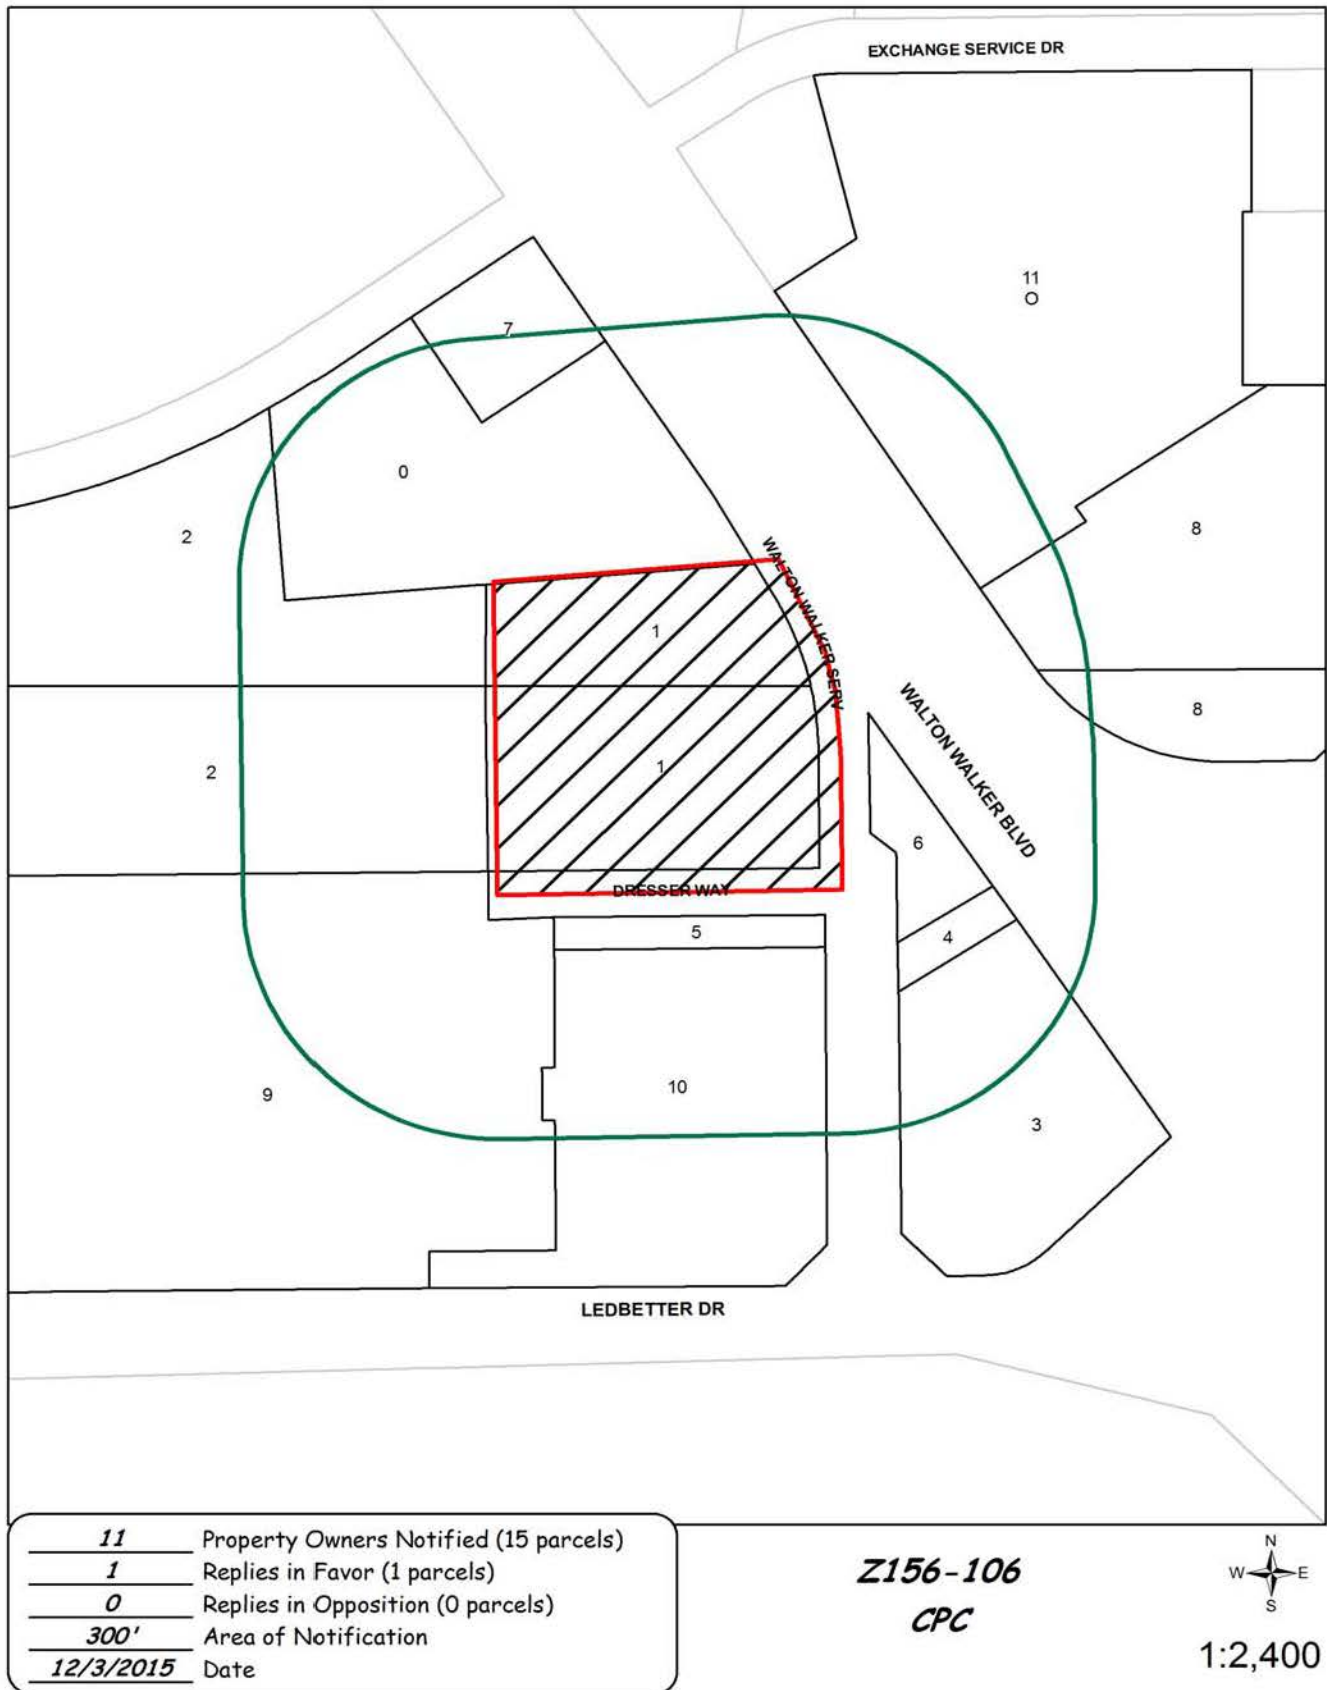 EXCHANGE SERVICE DR
11
O
7
0
2
8
WALTON WALKER SERV
1
8
WALTON WALKER BLVD
2
1
6
DRESSER WAY
5
4
9
10
3
LEDBETTER DR
11 Property Owners Notified (15 parcels)
1 Replies in Favor (1 parcels)
0 Replies in Opposition (0 parcels)
300' Area of Notification
12/3/2015 Date
Z156-106
CPC
N
W E
S
1:2,400